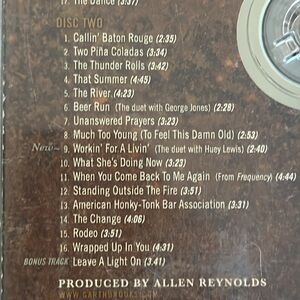 17. The Dance (3:37)
DISC TWO
1. Callin' Baton Rouge (2:35)
2. Two Piña Coladas (3:34)
3. The Thunder Rolls (3:42)
4. That Summer (4:45)
5. The River (4:23)
6. Beer Run (The duet with George Jones) (2:28)
7. Unanswered Prayers (3:23)
8. Much Too Young (To Feel This Damn Old) (2:53)
New 9. Workin' For A Livin' (The duet with Huey Lewis) (2:40)
10. What She's Doing Now (3:23)
11. When You Come Back To Me Again (From Frequency) (4:44)
12. Standing Outside The Fire (3:51)
13. American Honky-Tonk Bar Association (3:31)
14. The Change (4:06)
15. Rodeo (3:51)
16. Wrapped Up In You (4:31)
BONUS TRACK Leave A Light On (3:41)
PRODUCED BY ALLEN REYNOLDS
WWW.GARTHBROOKS.COM